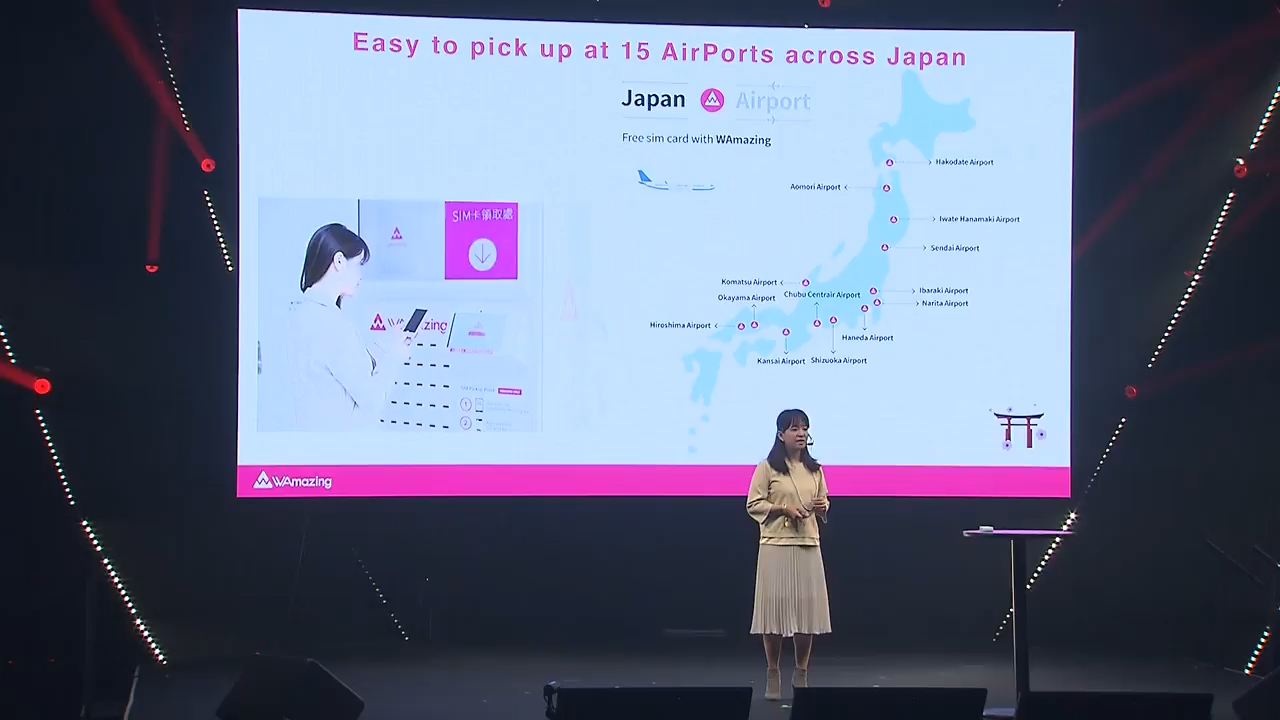 Easy to pick up at 15 AirPorts across Japan
Japan Airport
Free sim card with WAmazing
SIM卡領取處
Hakodate Airport
Aomori Airport
Iwate Hanamaki Airport
Sendai Airport
Komatsu Airport
Okayama Airport
Chubu Centrair Airport
Ibaraki Airport
Narita Airport
Hiroshima Airport
Haneda Airport
Kansai Airport
Shizuoka Airport
1
2
WAmazing